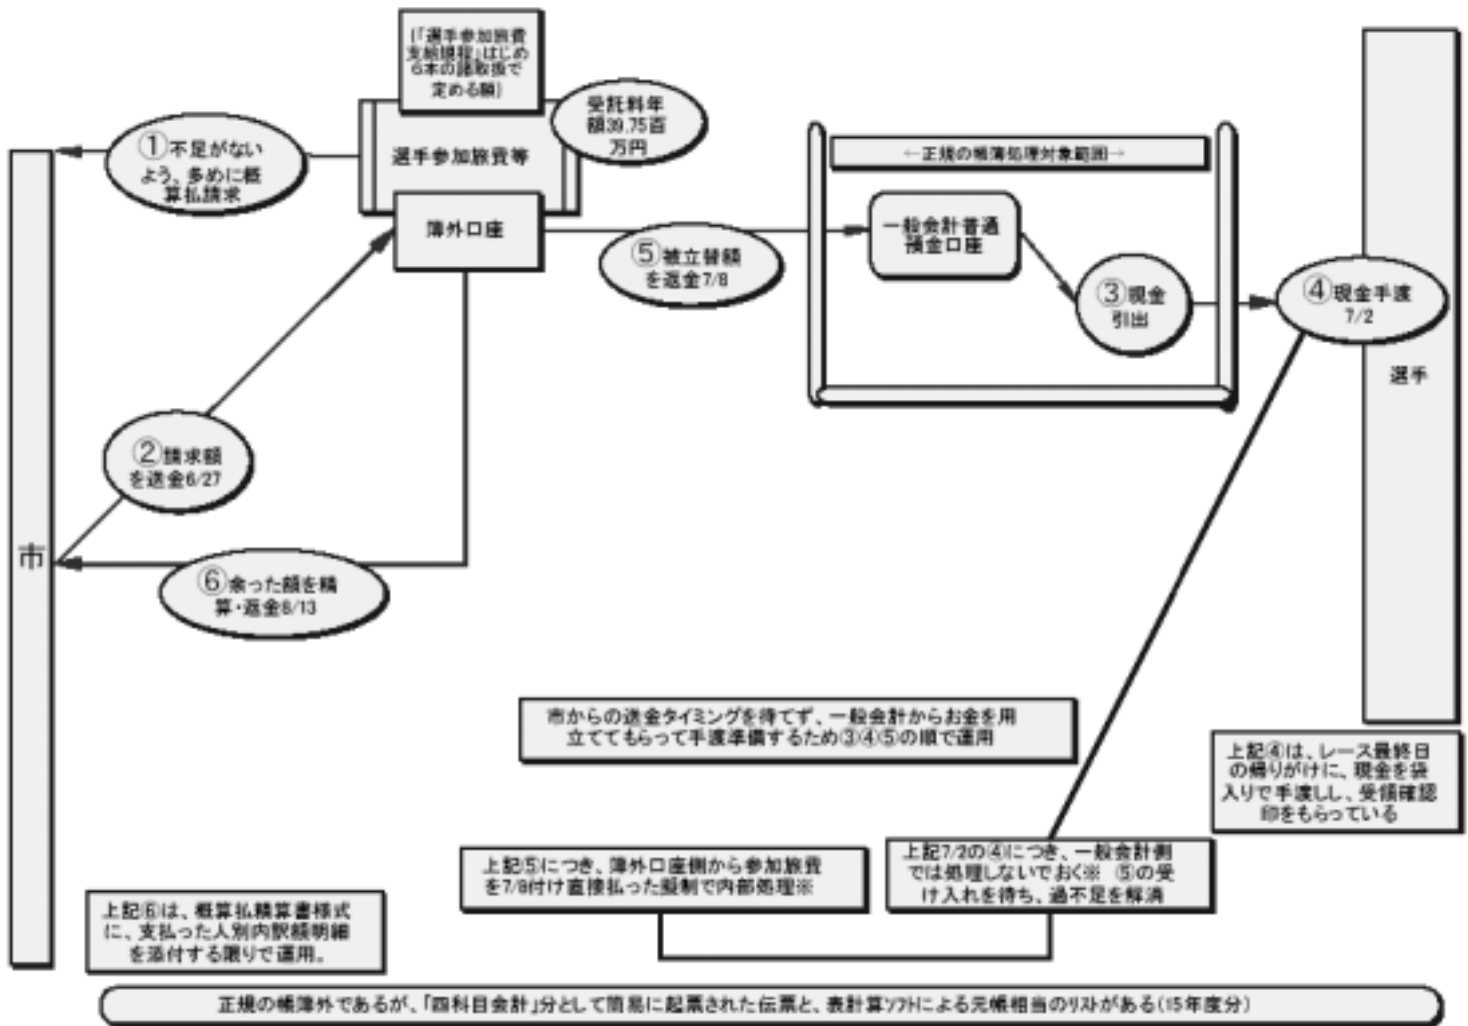 (「選手参加旅費
支給規程」はじめ
6本の諸取扱で
定める額)
受託料年
額39.75百
万円
①不足がない
よう、多めに概
算払請求
選手参加旅費等
←正規の帳簿処理対象範囲→
簿外口座
一般会計普通
預金口座
⑤被立替額
を返金7/8
③現金
引出
④現金手渡
7/2
選手
②請求額
を送金6/27
市
⑥余った額を精
算・返金8/13
市からの送金タイミングを待てず、一般会計からお金を用
立ててもらって手渡準備するため③④⑤の順で運用
上記④は、レース最終日
の帰りがけに、現金を袋
入りで手渡しし、受領確認
印をもらっている
上記⑤につき、簿外口座側から参加旅費
を7/8付け直接払った擬制で内部処理※
上記7/2の④につき、一般会計側
では処理しないでおく※ ⑤の受
け入れを待ち、過不足を解消
上記⑥は、概算払精算書様式
に、支払った人別内訳額明細
を添付する限りで運用。
正規の帳簿外であるが、「四科目会計」分として簡易に起票された伝票と、表計算ソフトによる元帳相当のリストがある(15年度分)